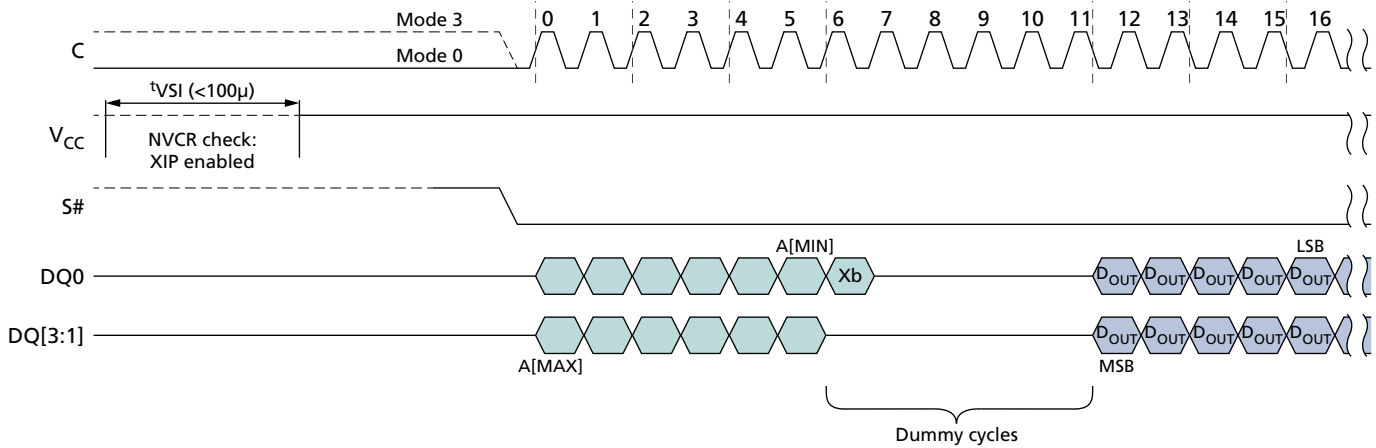 Mode 3
0 1 2 3 4 5 6 7 8 9 10 11 12 13 14 15 16
C
Mode 0
tVSI (<100µ)
VCC
NVCR check:
XIP enabled
S#
A[MIN]
LSB
DQ0
Xb
DOUT DOUT DOUT DOUT DOUT
DQ[3:1]
DOUT DOUT DOUT DOUT DOUT
A[MAX]
MSB
Dummy cycles